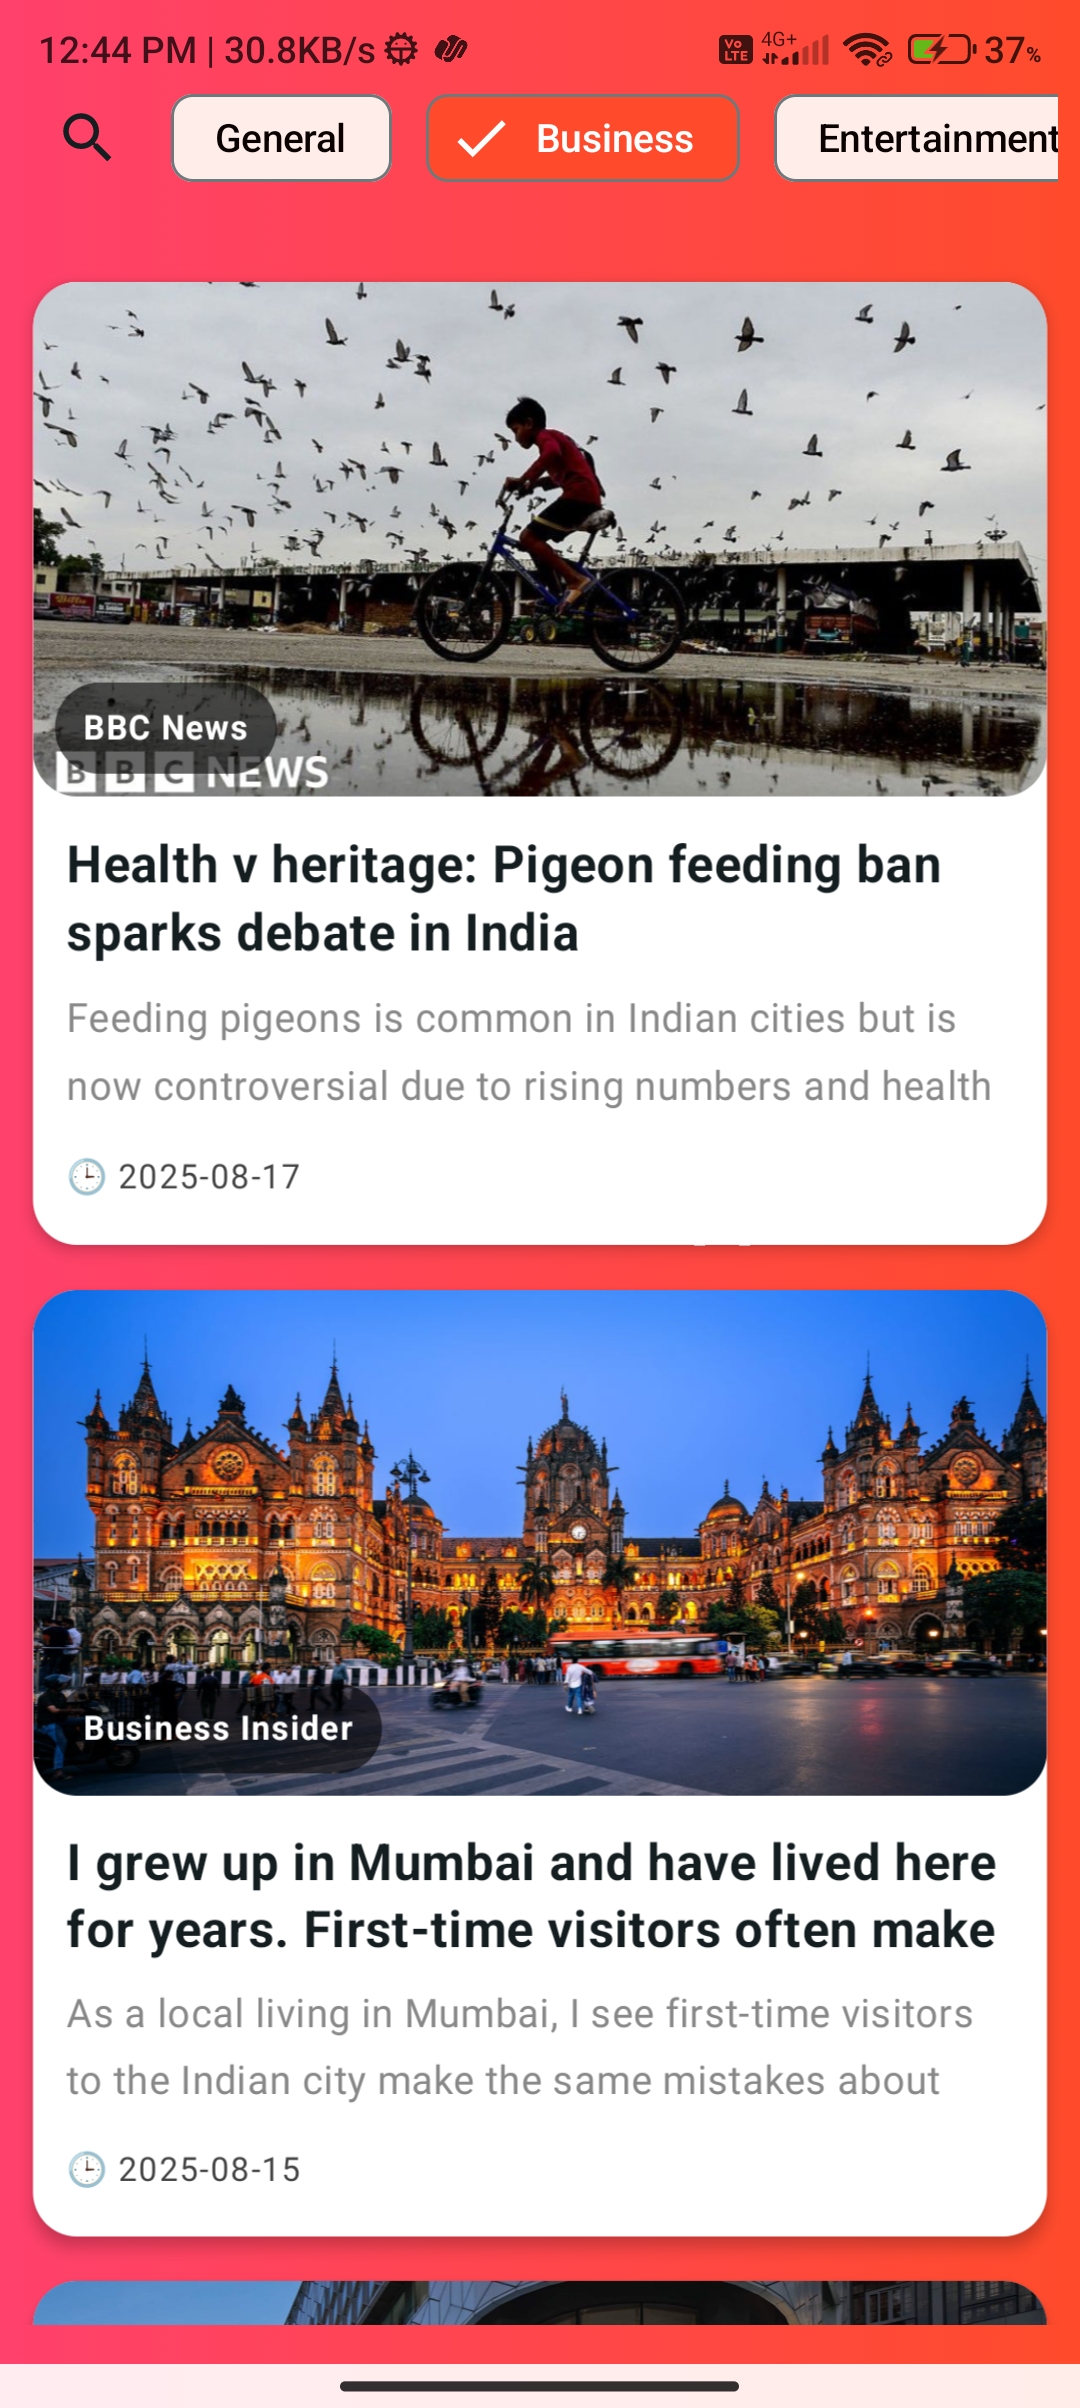 12:44 PM | 30.8KB/s
Vo LTE 4G+ 37%
General Business Entertainment
BBC News
BBC NEWS
Health v heritage: Pigeon feeding ban
sparks debate in India
Feeding pigeons is common in Indian cities but is
now controversial due to rising numbers and health
2025-08-17
Business Insider
I grew up in Mumbai and have lived here
for years. First-time visitors often make
As a local living in Mumbai, I see first-time visitors
to the Indian city make the same mistakes about
2025-08-15